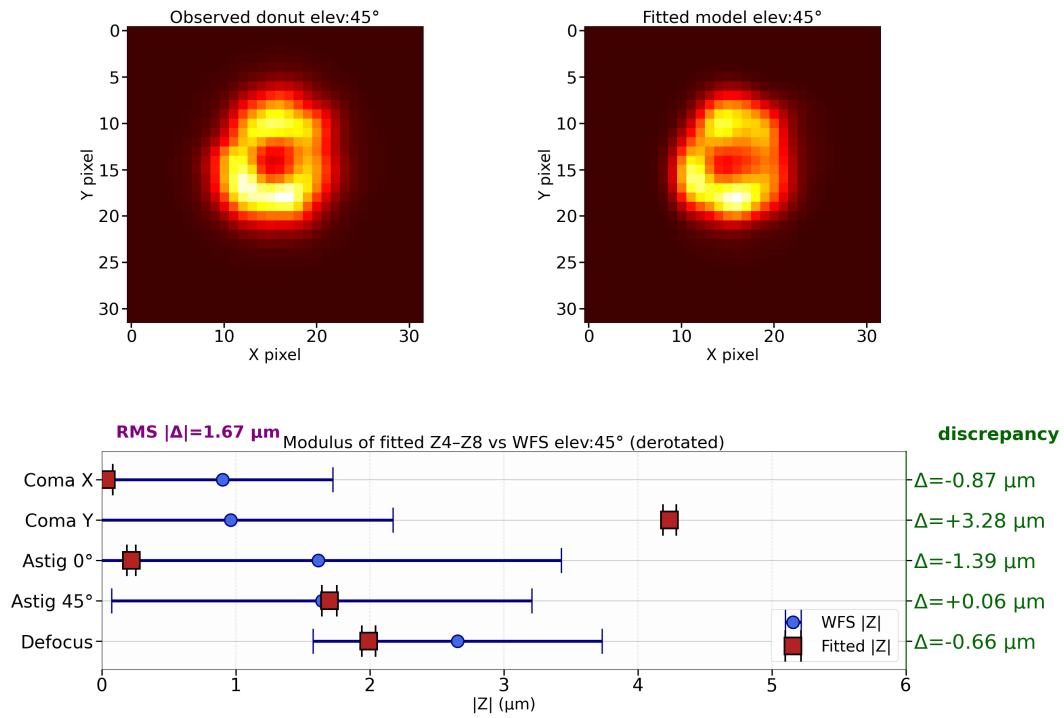 Observed donut elev:45°
Fitted model elev:45°
0
5
10
15
20
25
30
Y pixel
0 10 20 30
X pixel
0
5
10
15
20
25
30
Y pixel
0 10 20 30
X pixel
RMS |Δ|=1.67 μm
Modulus of fitted Z4–Z8 vs WFS elev:45° (derotated)
discrepancy
Coma X
Δ=-0.87 μm
Coma Y
Δ=+3.28 μm
Astig 0°
Δ=-1.39 μm
Astig 45°
Δ=+0.06 μm
Defocus
Δ=-0.66 μm
WFS |Z|
Fitted |Z|
0 1 2 3 4 5 6
|Z| (μm)